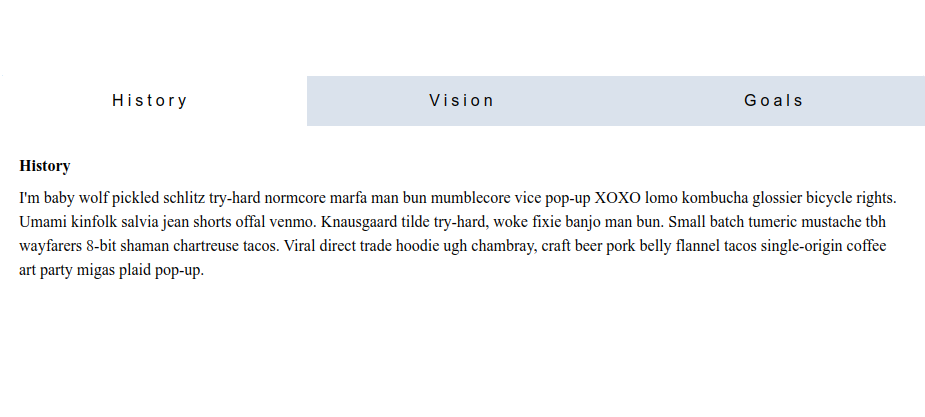 History Vision Goals
History
I'm baby wolf pickled schlitz try-hard normcore marfa man bun mumblecore vice pop-up XOXO lomo kombucha glossier bicycle rights.
Umami kinfolk salvia jean shorts offal venmo. Knausgaard tilde try-hard, woke fixie banjo man bun. Small batch tumeric mustache tbh
wayfarers 8-bit shaman chartreuse tacos. Viral direct trade hoodie ugh chambray, craft beer pork belly flannel tacos single-origin coffee
art party migas plaid pop-up.